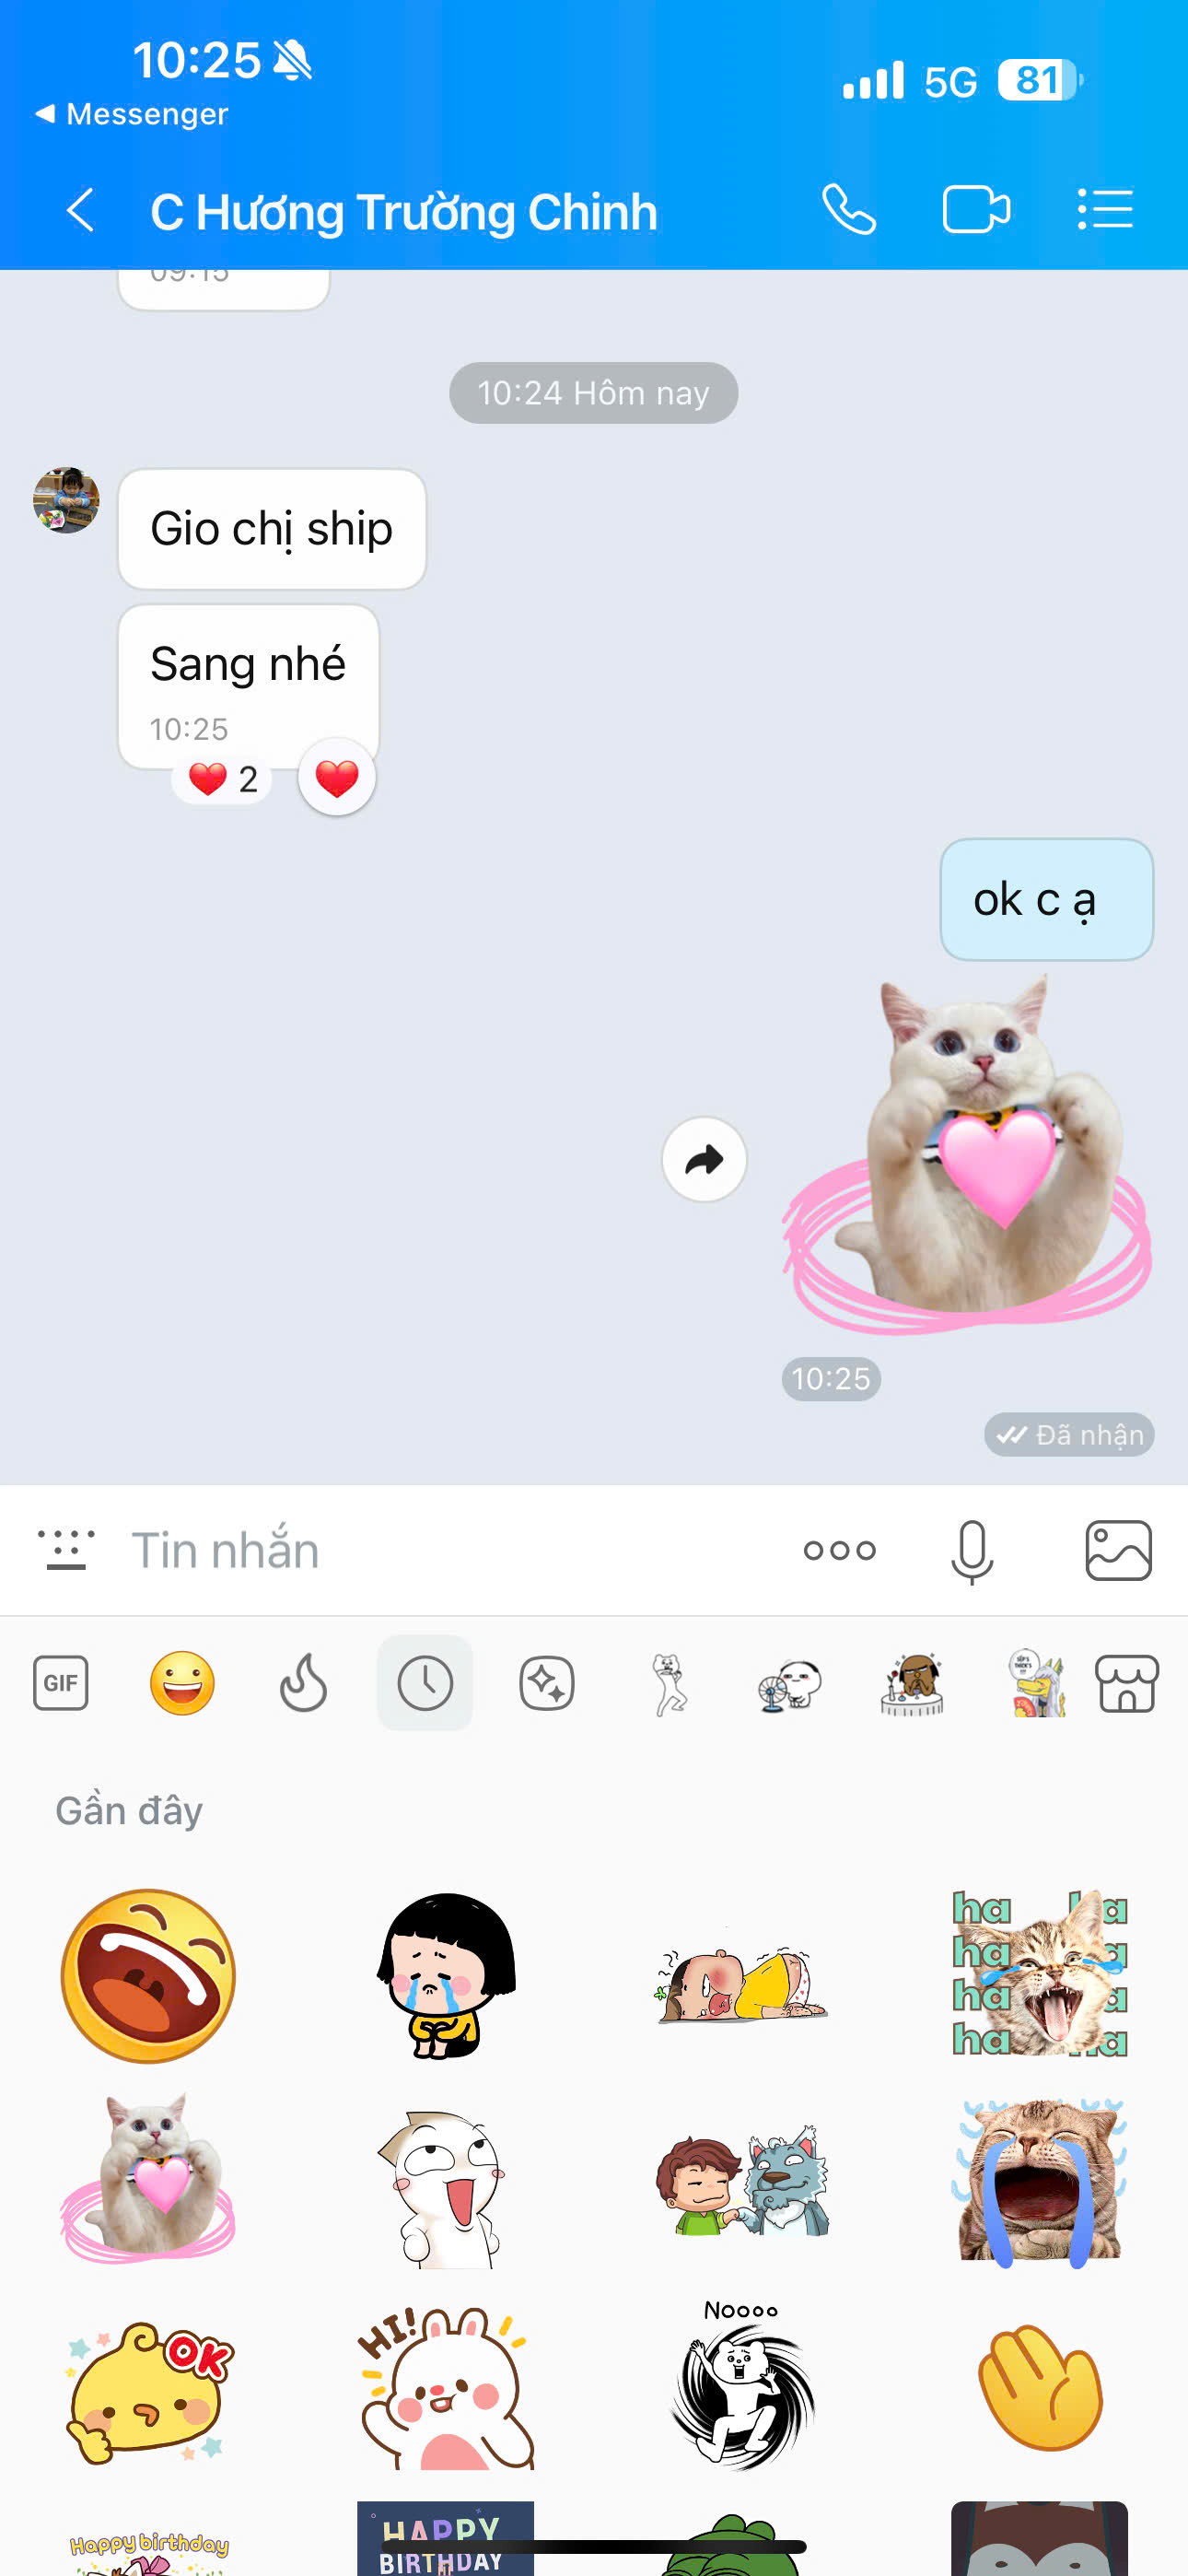 10:25
Messenger
5G
81
C Hương Trường Chinh
09:15
10:24 Hôm nay
Gio chị ship
Sang nhé
10:25
2
ok c ạ
10:25
Đã nhận
Tin nhắn
GIF
Gần đây
ha ha
ha ha
ha ha
ha ha
OK
HI!
Noooo
Happy birthday
HAPPY
BIRTHDAY